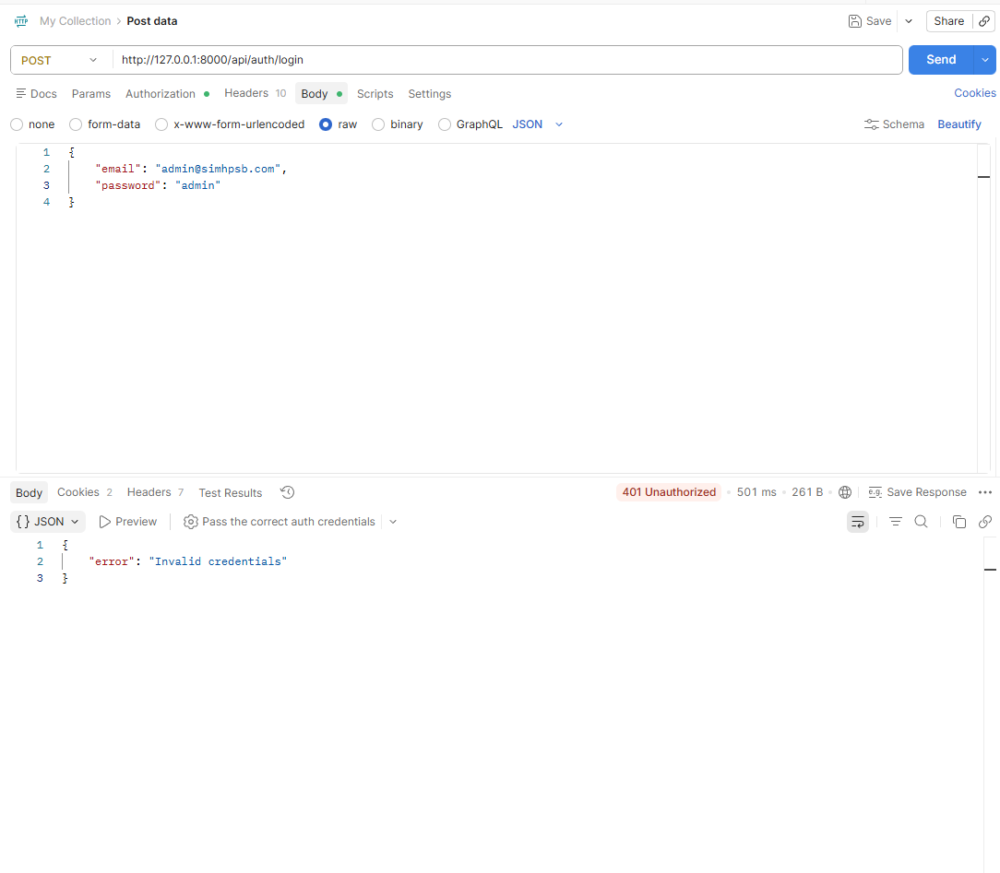 HTTP My Collection > Post data Save Share
POST http://127.0.0.1:8000/api/auth/login Send
Docs Params Authorization Headers 10 Body Scripts Settings Cookies
none form-data x-www-form-urlencoded raw binary GraphQL JSON Schema Beautify
1 {
2 "email": "admin@simhpsb.com",
3 "password": "admin"
4 }
Body Cookies 2 Headers 7 Test Results 401 Unauthorized • 501 ms • 261 B • e.g. Save Response
{} JSON Preview Pass the correct auth credentials
1 {
2 "error": "Invalid credentials"
3 }